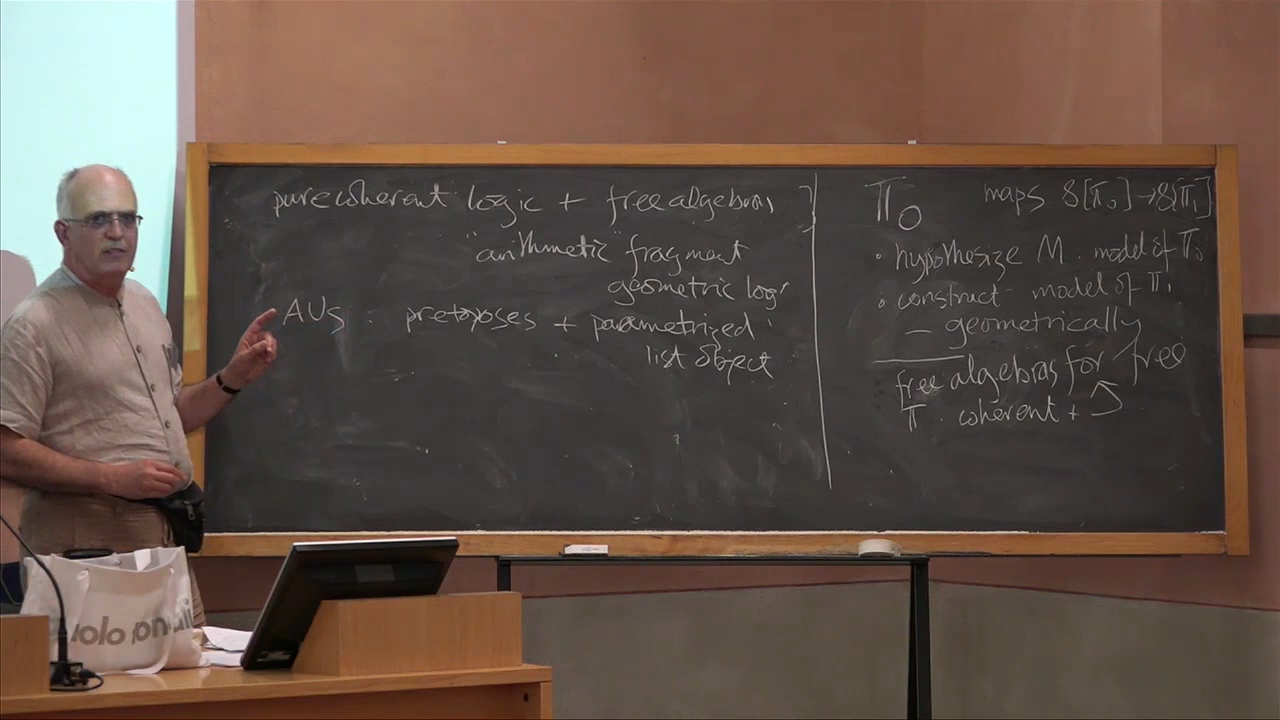 pure coherent logic + free algebras
"arithmetic" fragment
geometric logic
AUs : pretoposes + parametrized
list object
𝕋₀ maps 𝕊[𝕋₀] → 𝕊[𝕋₁]
• hypothesize M . model of 𝕋₀
• construct model of 𝕋₁
– geometrically
free algebras for free
𝕋 . coherent +
olo